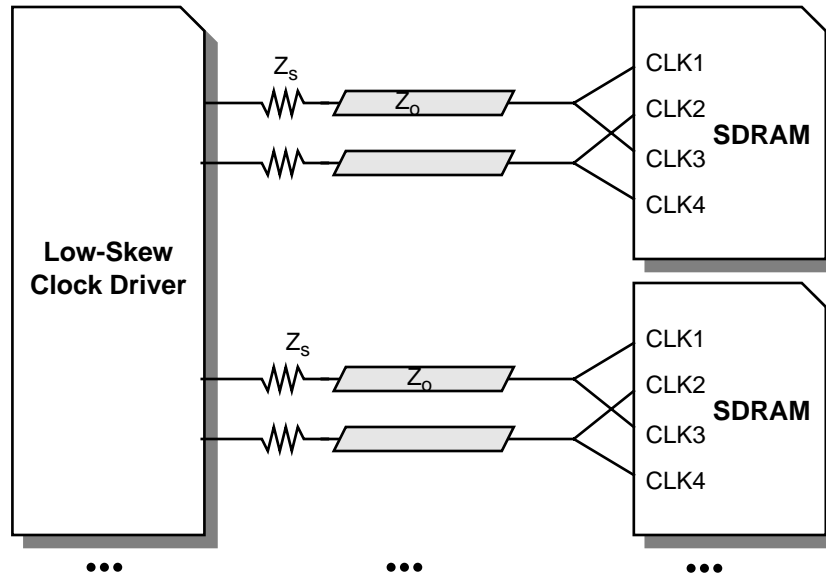 Low-Skew
Clock Driver
Zs
Zo
CLK1
CLK2
CLK3
CLK4
SDRAM
Zs
Zo
CLK1
CLK2
CLK3
CLK4
SDRAM
••• ••• •••